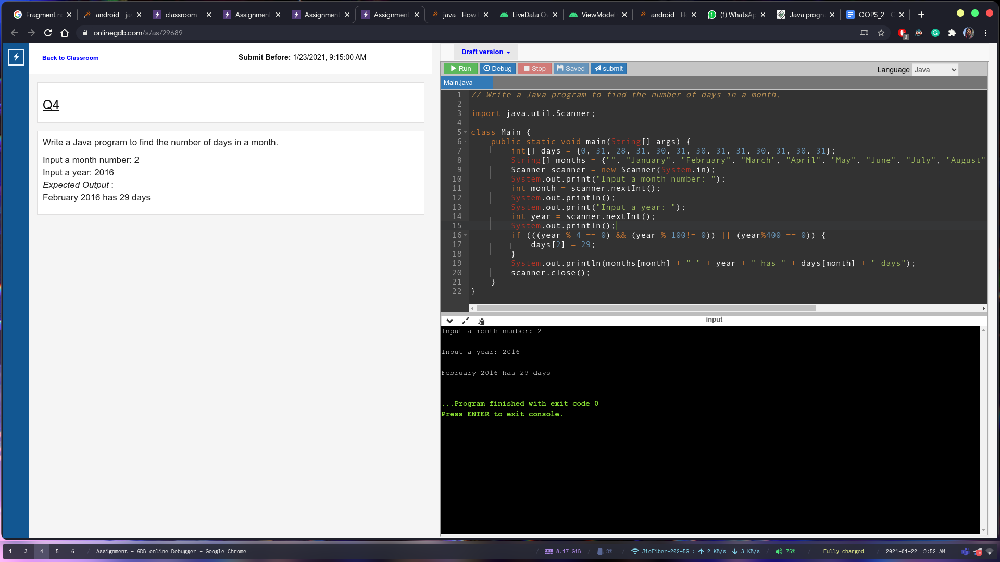 Fragment n
android - ja
classroom -
Assignment
Assignment
Assignment
java - How
LiveData Ov
ViewModel
android - H
(1) WhatsAp
Java progra
OOPS_2 - G
onlinegdb.com/s/as/29689
3
Back to Classroom
Submit Before: 1/23/2021, 9:15:00 AM
Q4
Write a Java program to find the number of days in a month.
Input a month number: 2
Input a year: 2016
Expected Output :
February 2016 has 29 days
Draft version
Run
Debug
Stop
Saved
submit
Language Java
Main.java
1 // Write a Java program to find the number of days in a month.
2
3 import java.util.Scanner;
4
5 class Main {
6 public static void main(String[] args) {
7 int[] days = {0, 31, 28, 31, 30, 31, 30, 31, 31, 30, 31, 30, 31};
8 String[] months = {"", "January", "February", "March", "April", "May", "June", "July", "August"
9 Scanner scanner = new Scanner(System.in);
10 System.out.print("Input a month number: ");
11 int month = scanner.nextInt();
12 System.out.println();
13 System.out.print("Input a year: ");
14 int year = scanner.nextInt();
15 System.out.println();
16 if (((year % 4 == 0) && (year % 100!= 0)) || (year%400 == 0)) {
17 days[2] = 29;
18 }
19 System.out.println(months[month] + " " + year + " has " + days[month] + " days");
20 scanner.close();
21 }
22 }
input
Input a month number: 2
Input a year: 2016
February 2016 has 29 days
...Program finished with exit code 0
Press ENTER to exit console.
1 3 4 5 6 / Assignment - GDB online Debugger - Google Chrome
/ 8.17 GiB / 9% / JioFiber-202-5G : ↑ 2 KB/s ↓ 3 KB/s / 75% / Fully charged / 2021-01-22 9:52 AM